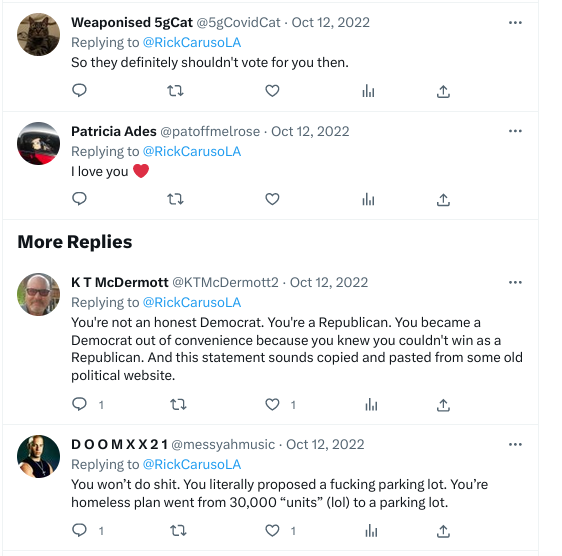 Weaponised 5gCat @5gCovidCat · Oct 12, 2022
Replying to @RickCarusoLA
So they definitely shouldn't vote for you then.
Patricia Ades @patoffmelrose · Oct 12, 2022
Replying to @RickCarusoLA
I love you ❤️
More Replies
K T McDermott @KTMcDermott2 · Oct 12, 2022
Replying to @RickCarusoLA
You're not an honest Democrat. You're a Republican. You became a
Democrat out of convenience because you knew you couldn't win as a
Republican. And this statement sounds copied and pasted from some old
political website.
1 1
D O O M X X 2 1 @messyahmusic · Oct 12, 2022
Replying to @RickCarusoLA
You won’t do shit. You literally proposed a fucking parking lot. You’re
homeless plan went from 30,000 “units” (lol) to a parking lot.
1 1